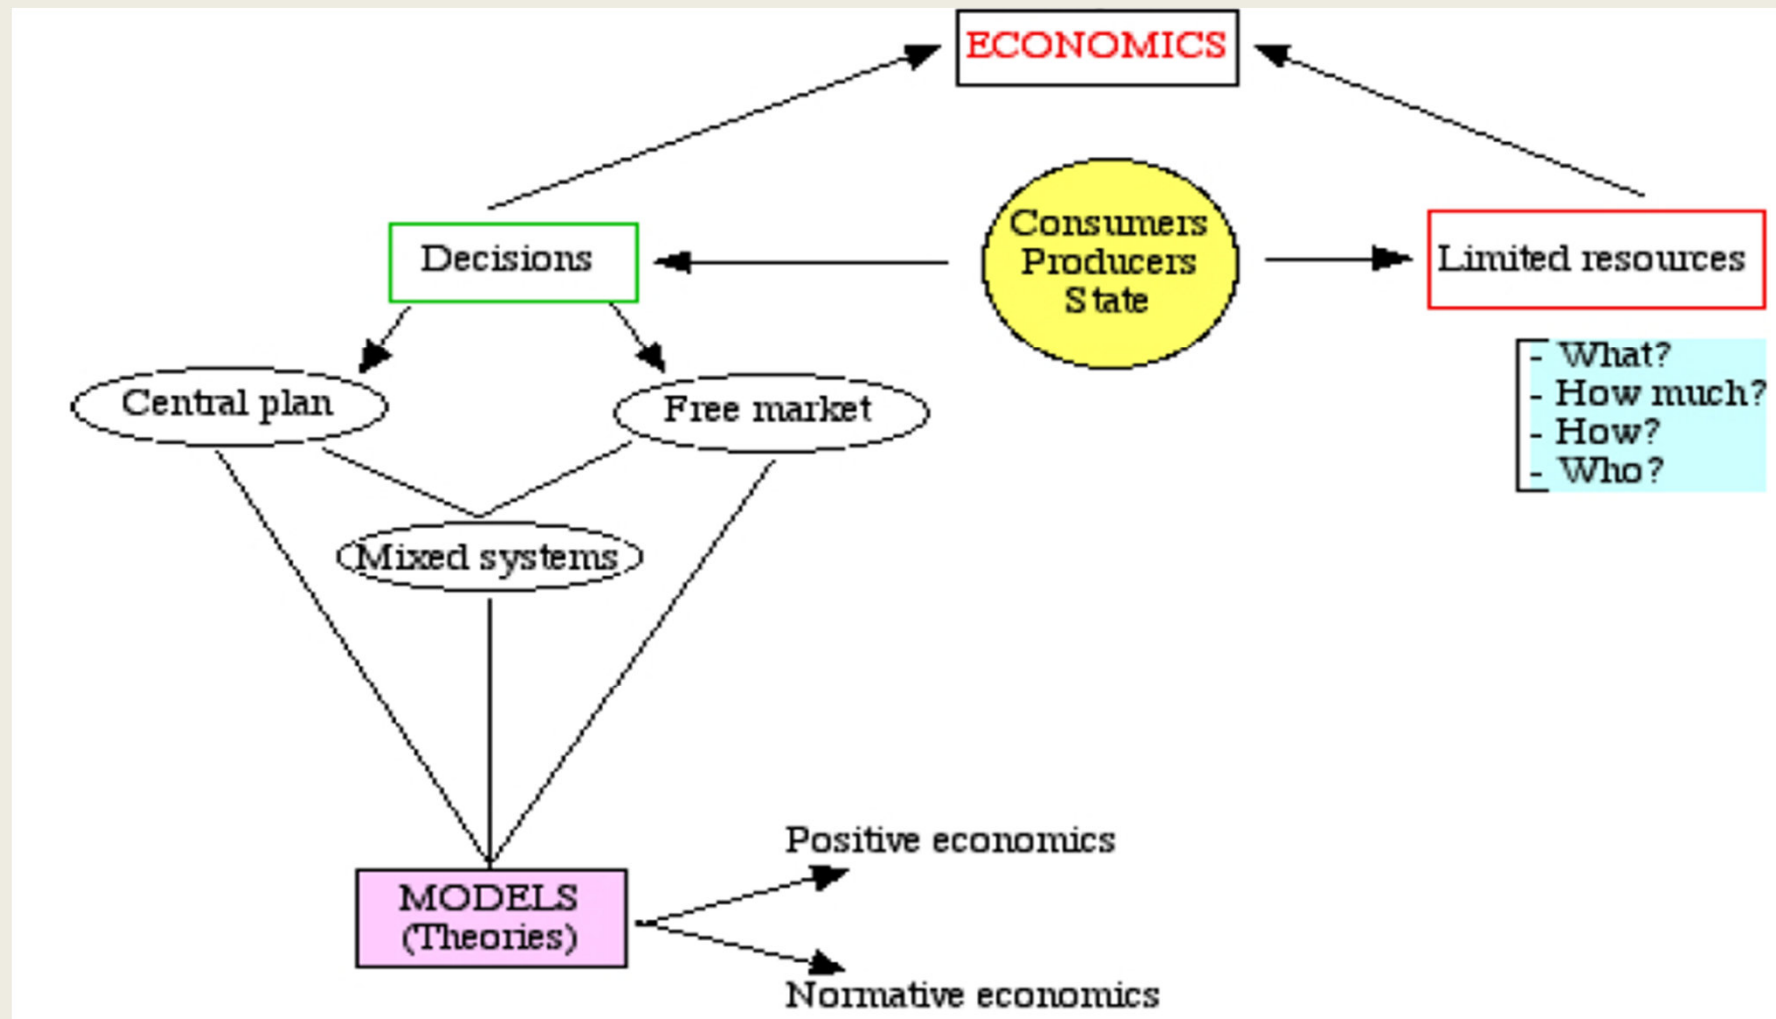 ECONOMICS
Consumers
Producers
State
Decisions
Limited resources
- What?
- How much?
- How?
- Who?
Central plan
Free market
Mixed systems
MODELS
(Theories)
Positive economics
Normative economics